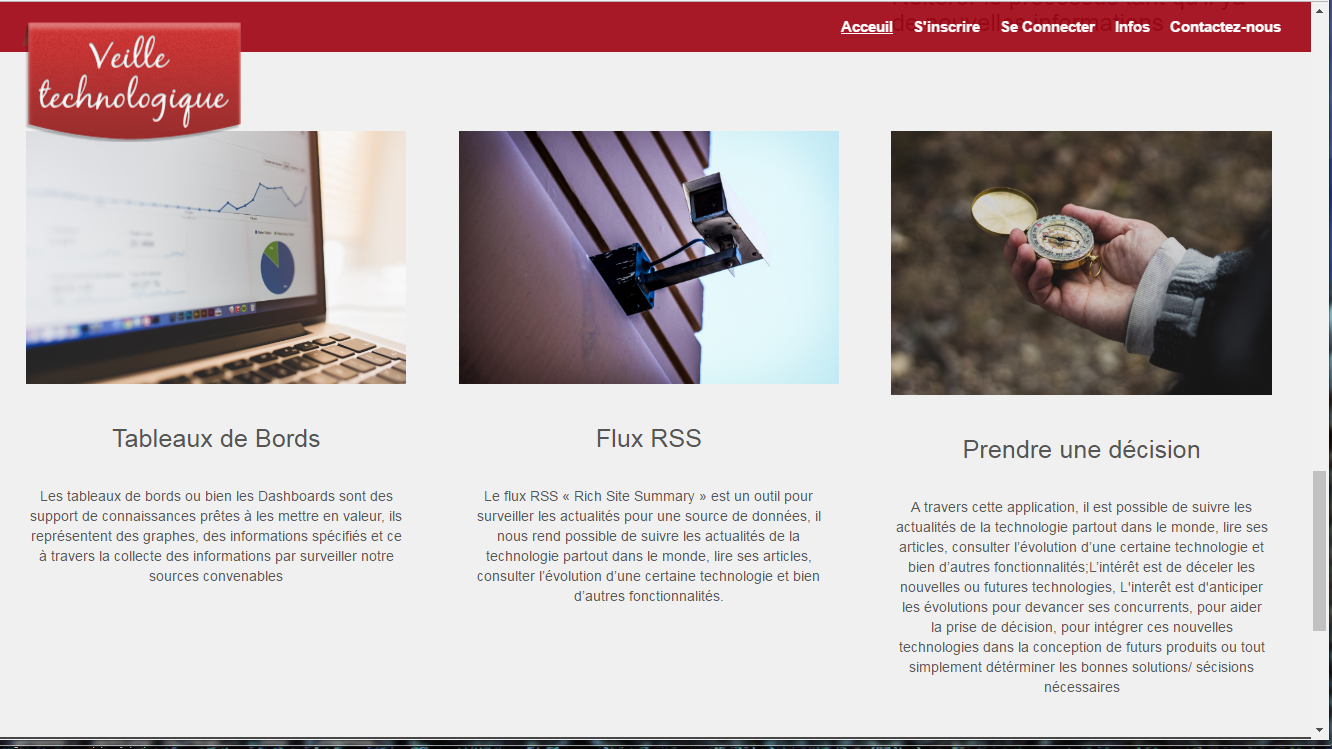 Acceuil S'inscrire Se Connecter Infos Contactez-nous
Veille
technologique
Tableaux de Bords
Les tableaux de bords ou bien les Dashboards sont des
support de connaissances prêtes à les mettre en valeur, ils
représentent des graphes, des informations spécifiés et ce
à travers la collecte des informations par surveiller notre
sources convenables
Flux RSS
Le flux RSS « Rich Site Summary » est un outil pour
surveiller les actualités pour une source de données, il
nous rend possible de suivre les actualités de la
technologie partout dans le monde, lire ses articles,
consulter l’évolution d’une certaine technologie et bien
d’autres fonctionnalités.
Prendre une décision
A travers cette application, il est possible de suivre les
actualités de la technologie partout dans le monde, lire ses
articles, consulter l’évolution d’une certaine technologie et
bien d’autres fonctionnalités;L’intérêt est de déceler les
nouvelles ou futures technologies, L'interêt est d'anticiper
les évolutions pour devancer ses concurrents, pour aider
la prise de décision, pour intégrer ces nouvelles
technologies dans la conception de futurs produits ou tout
simplement détérminer les bonnes solutions/ sécisions
nécessaires